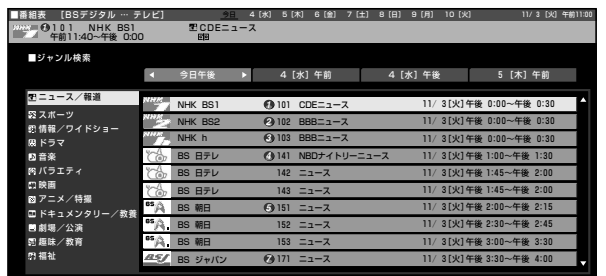 ■番組表 [BSデジタル … テレビ] 今日 4 [水] 5 [木] 6 [金] 7 [土] 8 [日] 9 [月] 10 [火] 11/ 3 [火] 午前11:00
NHK ❶101 NHK BS1 CDEニュース
午前11:40～午後 0:00
■ジャンル検索
◀ 今日午後 ▶ 4 [水] 午前 4 [水] 午後 5 [木] 午前
ニュース／報道
スポーツ
情報／ワイドショー
ドラマ
音楽
バラエティ
映画
アニメ／特撮
ドキュメンタリー／教養
劇場／公演
趣味／教育
福祉
NHK BS1 ❶101 CDEニュース 11/ 3[火]午後 0:00～午後 0:30
NHK BS2 ❷102 BBBニュース 11/ 3[火]午後 0:00～午後 0:30
NHK h ❸103 BBBニュース 11/ 3[火]午後 0:00～午後 0:30
BS 日テレ ❹141 NBDナイトリーニュース 11/ 3[火]午後 1:00～午後 1:30
BS 日テレ 142 ニュース 11/ 3[火]午後 1:45～午後 2:00
BS 日テレ 143 ニュース 11/ 3[火]午後 1:45～午後 2:00
BS朝日 BS 朝日 ❺151 ニュース 11/ 3[火]午後 2:00～午後 2:15
BS 朝日 152 ニュース 11/ 3[火]午後 2:30～午後 2:45
BS 朝日 153 ニュース 11/ 3[火]午後 3:00～午後 3:30
BSJ BS ジャパン ❼171 ニュース 11/ 3[火]午後 3:30～午後 4:00